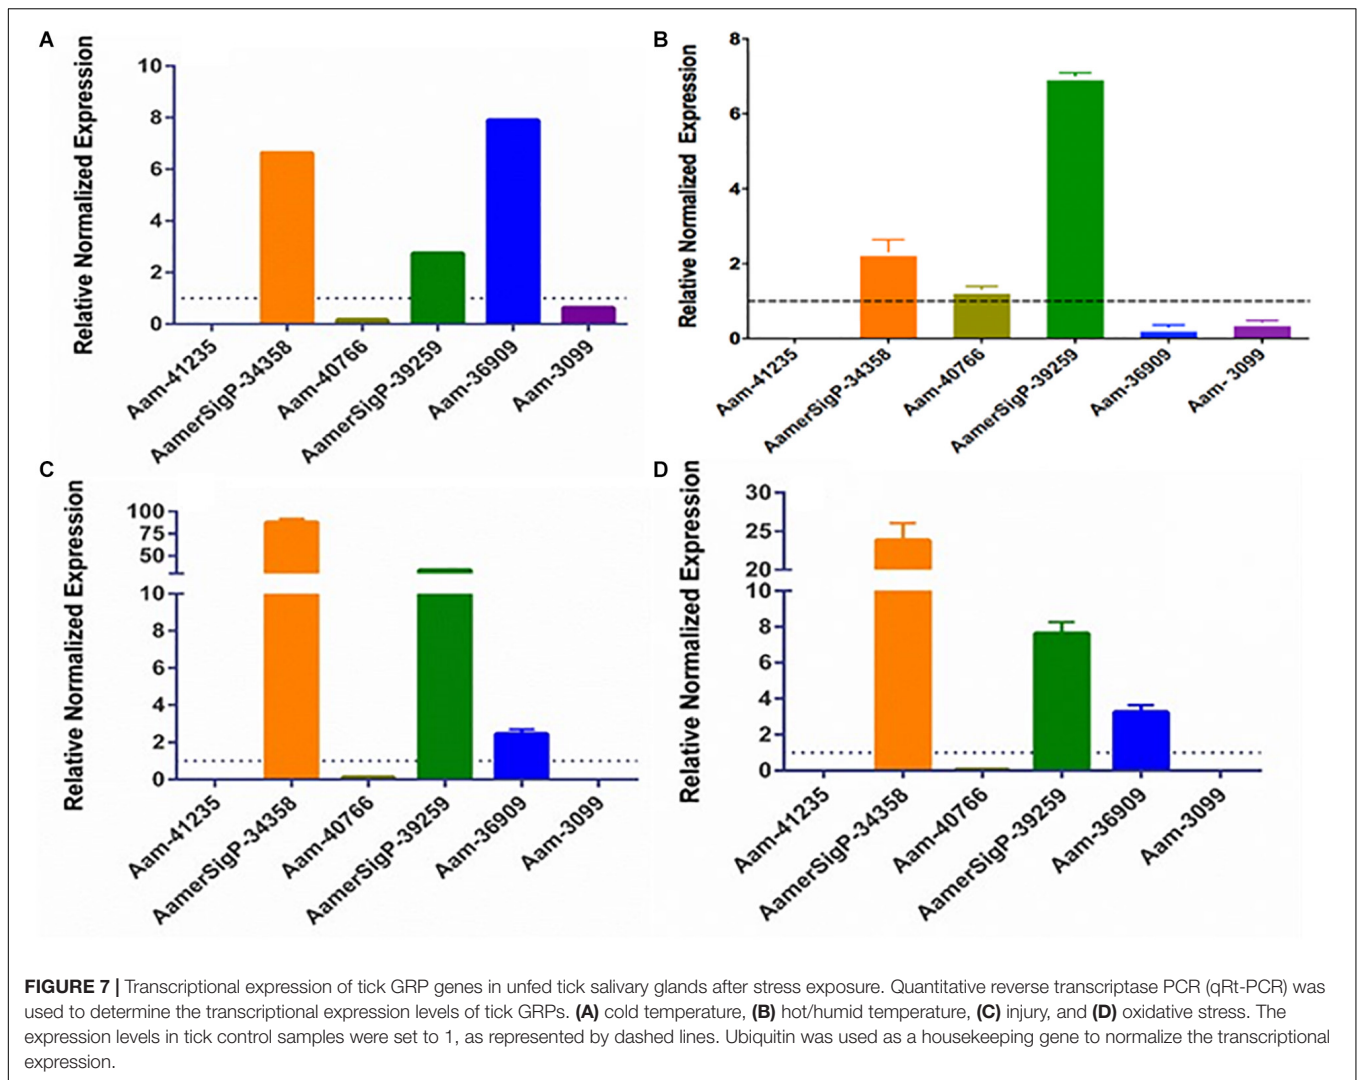 A
Relative Normalized Expression
10
8
6
4
2
0
Aam-41235
AamerSigP-34358
Aam-40766
AamerSigP-39259
Aam-36909
Aam-3099
B
Relative Normalized Expression
8
6
4
2
0
Aam-41235
AamerSigP-34358
Aam-40766
AamerSigP-39259
Aam-36909
Aam- 3099
C
Relative Normalized Expression
100
75
50
10
8
6
4
2
0
Aam-41235
AamerSigP-34358
Aam-40766
AamerSigP-39259
Aam-36909
Aam-3099
D
Relative Normalized Expression
30
25
20
10
8
6
4
2
0
Aam-41235
AamerSigP-34358
Aam-40766
AamerSigP-39259
Aam-36909
Aam-3099
FIGURE 7 | Transcriptional expression of tick GRP genes in unfed tick salivary glands after stress exposure. Quantitative reverse transcriptase PCR (qRt-PCR) was
used to determine the transcriptional expression levels of tick GRPs. (A) cold temperature, (B) hot/humid temperature, (C) injury, and (D) oxidative stress. The
expression levels in tick control samples were set to 1, as represented by dashed lines. Ubiquitin was used as a housekeeping gene to normalize the transcriptional
expression.